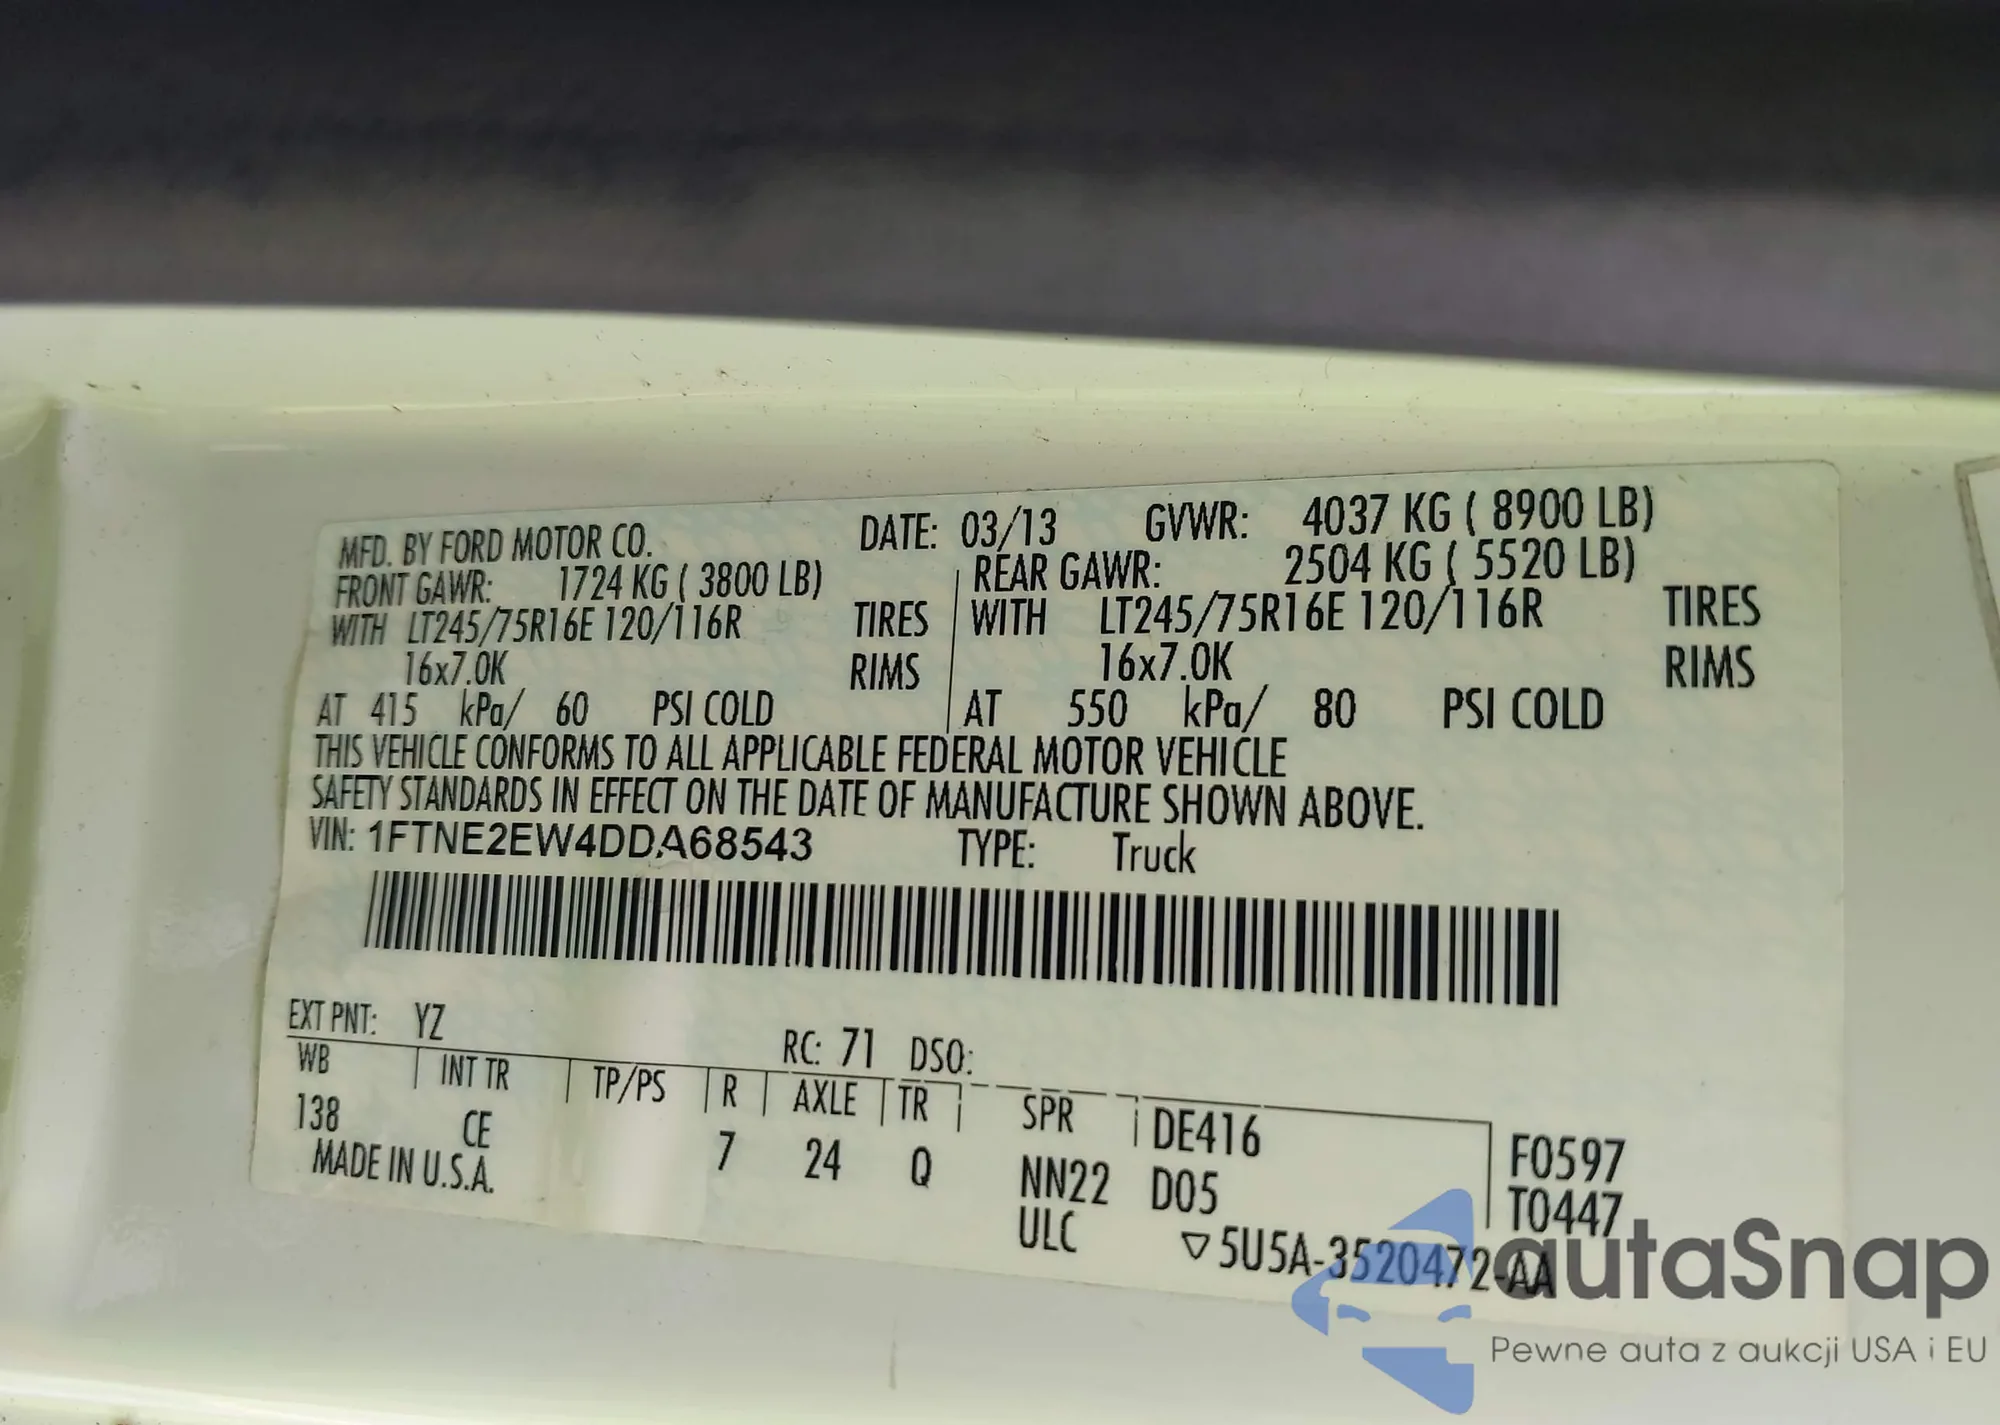 MFD. BY FORD MOTOR CO. DATE: 03/13 GVWR: 4037 KG ( 8900 LB)
FRONT GAWR: 1724 KG ( 3800 LB) REAR GAWR: 2504 KG ( 5520 LB)
WITH LT245/75R16E 120/116R TIRES WITH LT245/75R16E 120/116R TIRES
16x7.0K RIMS 16x7.0K RIMS
AT 415 kPa/ 60 PSI COLD AT 550 kPa/ 80 PSI COLD
THIS VEHICLE CONFORMS TO ALL APPLICABLE FEDERAL MOTOR VEHICLE
SAFETY STANDARDS IN EFFECT ON THE DATE OF MANUFACTURE SHOWN ABOVE.
VIN: 1FTNE2EW4DDA68543 TYPE: Truck
EXT PNT: YZ RC: 71 DSO:
WB INT TR TP/PS R AXLE TR SPR DE416 F0597
138 CE 7 24 Q NN22 D05 T0447
MADE IN U.S.A. ULC ▽5U5A-3520472-AA
autaSnap
Pewne auta z aukcji USA i EU